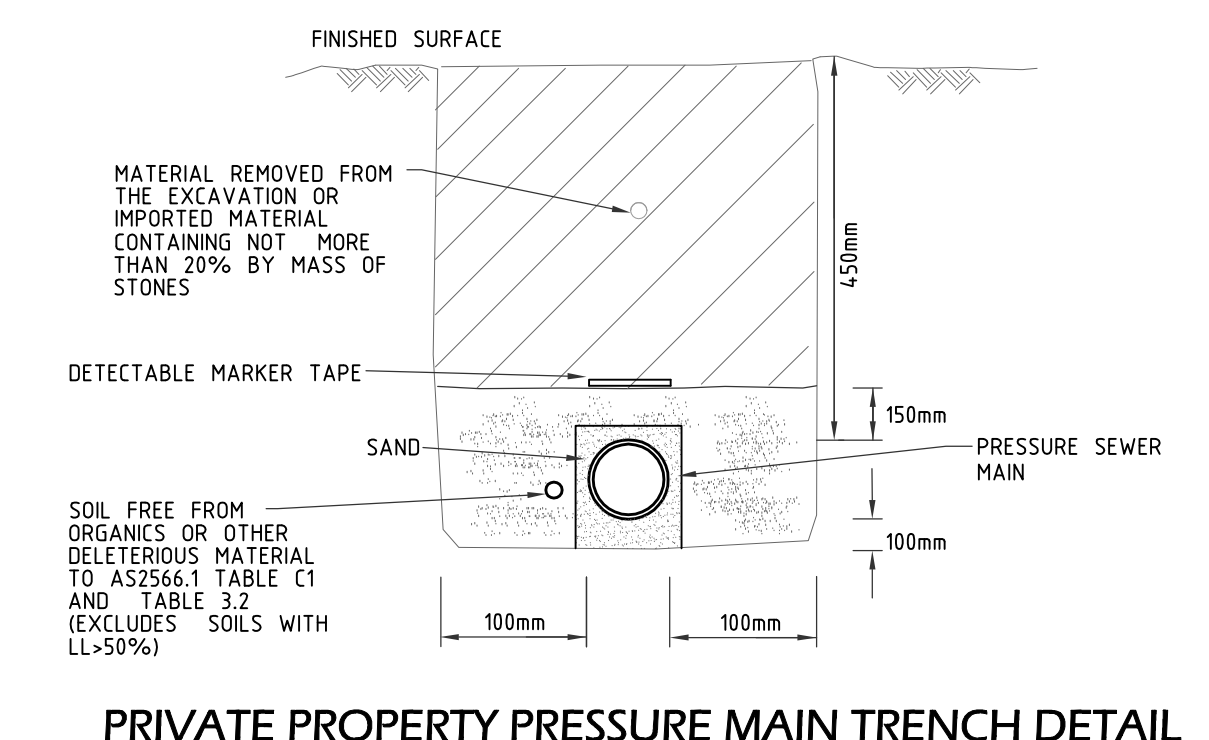 FINISHED SURFACE
MATERIAL REMOVED FROM
THE EXCAVATION OR
IMPORTED MATERIAL
CONTAINING NOT MORE
THAN 20% BY MASS OF
STONES
450mm
DETECTABLE MARKER TAPE
150mm
SAND
PRESSURE SEWER
MAIN
SOIL FREE FROM
ORGANICS OR OTHER
DELETERIOUS MATERIAL
TO AS2566.1 TABLE C1
AND TABLE 3.2
(EXCLUDES SOILS WITH
LL>50%)
100mm
100mm
100mm
PRIVATE PROPERTY PRESSURE MAIN TRENCH DETAIL